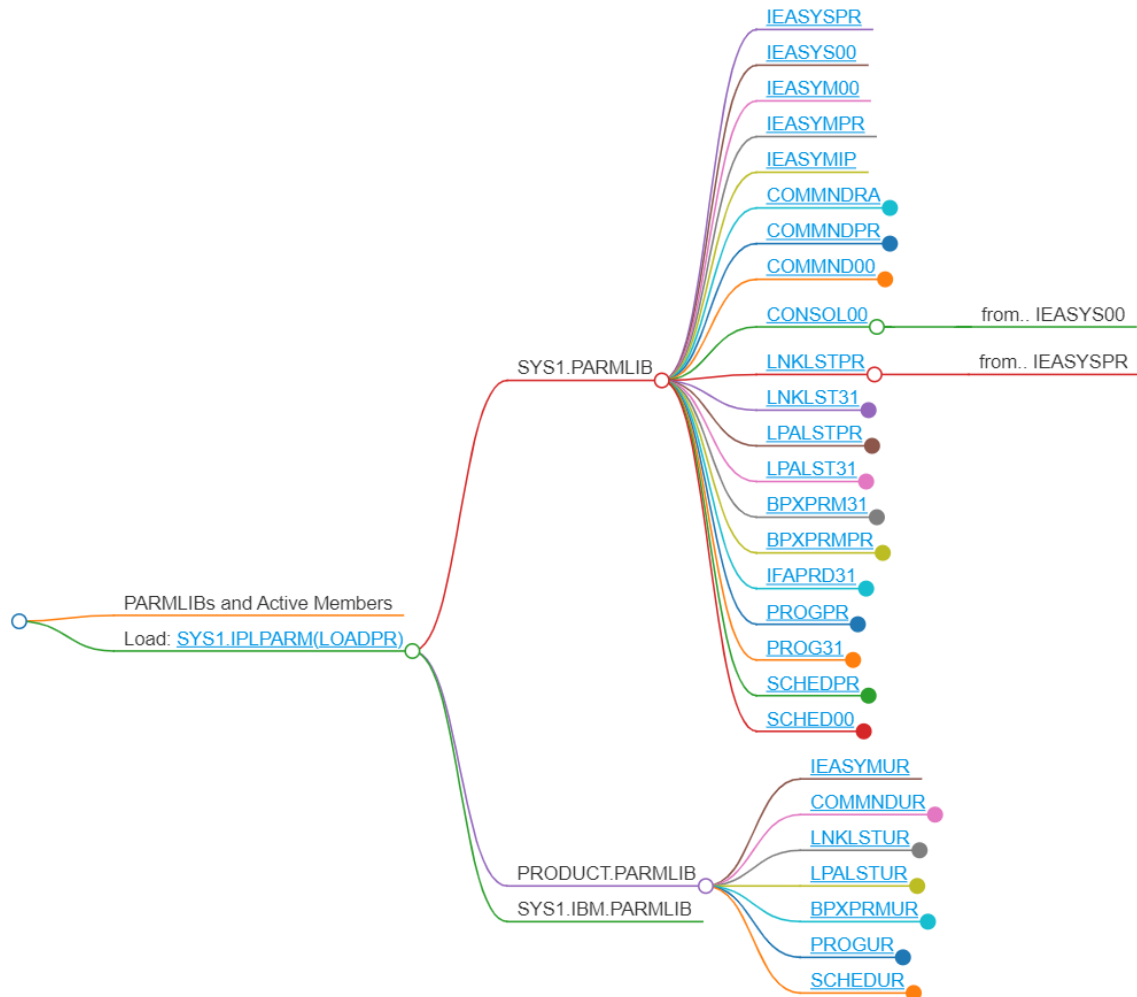 PARMLIBs and Active Members
Load: SYS1.IPLPARM(LOADPR)
SYS1.PARMLIB
IEASYSPR
IEASYS00
IEASYM00
IEASYMPR
IEASYMIP
COMMNDRA
COMMNDPR
COMMND00
CONSOL00
from.. IEASYS00
LNKLSTPR
from.. IEASYSPR
LNKLST31
LPALSTPR
LPALST31
BPXPRM31
BPXPRMPR
IFAPRD31
PROGPR
PROG31
SCHEDPR
SCHED00
PRODUCT.PARMLIB
IEASYMUR
COMMNDUR
LNKLSTUR
LPALSTUR
BPXPRMUR
PROGUR
SCHEDUR
SYS1.IBM.PARMLIB